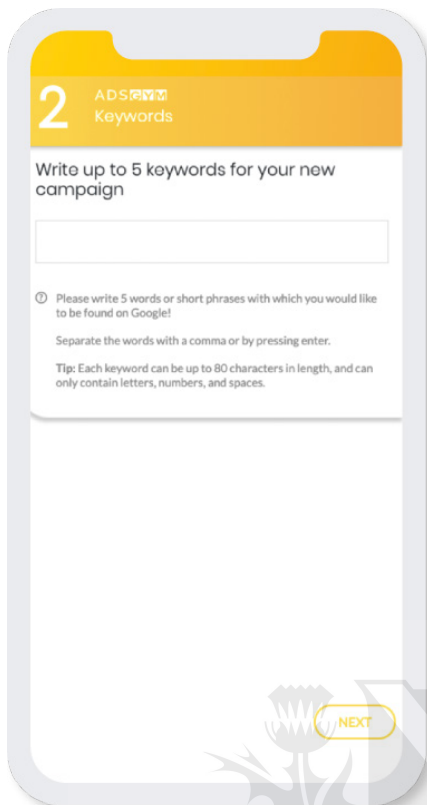 2
ADSGYM
Keywords
Write up to 5 keywords for your new
campaign
Please write 5 words or short phrases with which you would like
to be found on Google!
Separate the words with a comma or by pressing enter.
Tip: Each keyword can be up to 80 characters in length, and can
only contain letters, numbers, and spaces.
NEXT